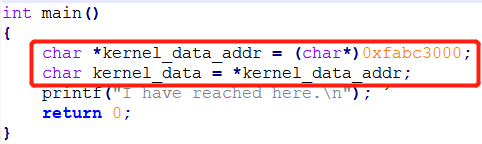 int main()
{
char *kernel_data_addr = (char*)0xfabc3000;
char kernel_data = *kernel_data_addr;
printf("I have reached here.\n");
return 0;
}